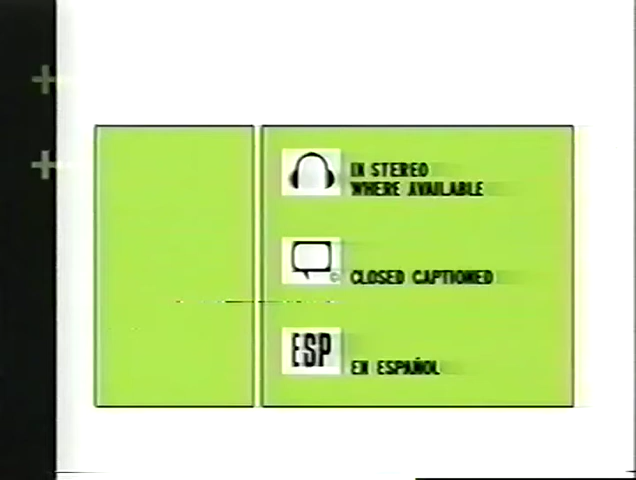 IN STEREO
WHERE AVAILABLE
CLOSED CAPTIONED
ESP
EN ESPAÑOL